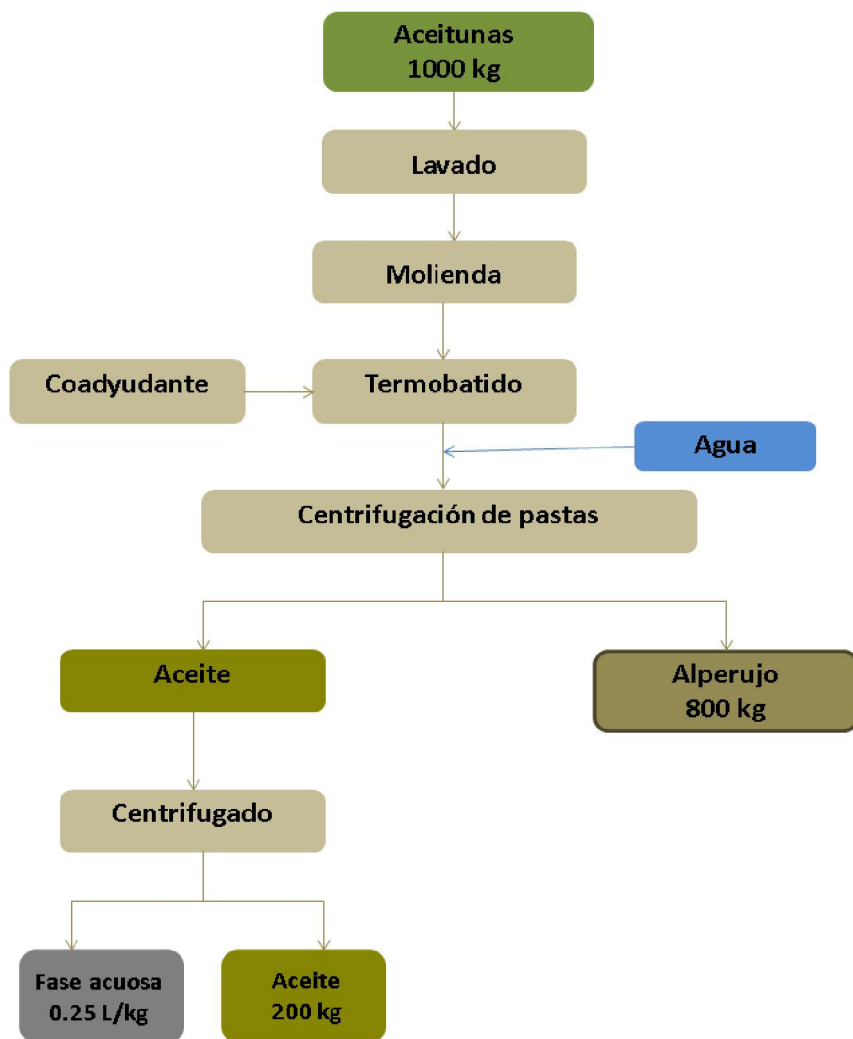 Aceitunas
1000 kg
Lavado
Molienda
Coadyudante
Termobatido
Agua
Centrifugación de pastas
Aceite
Alperujo
800 kg
Centrifugado
Fase acuosa
0.25 L/kg
Aceite
200 kg